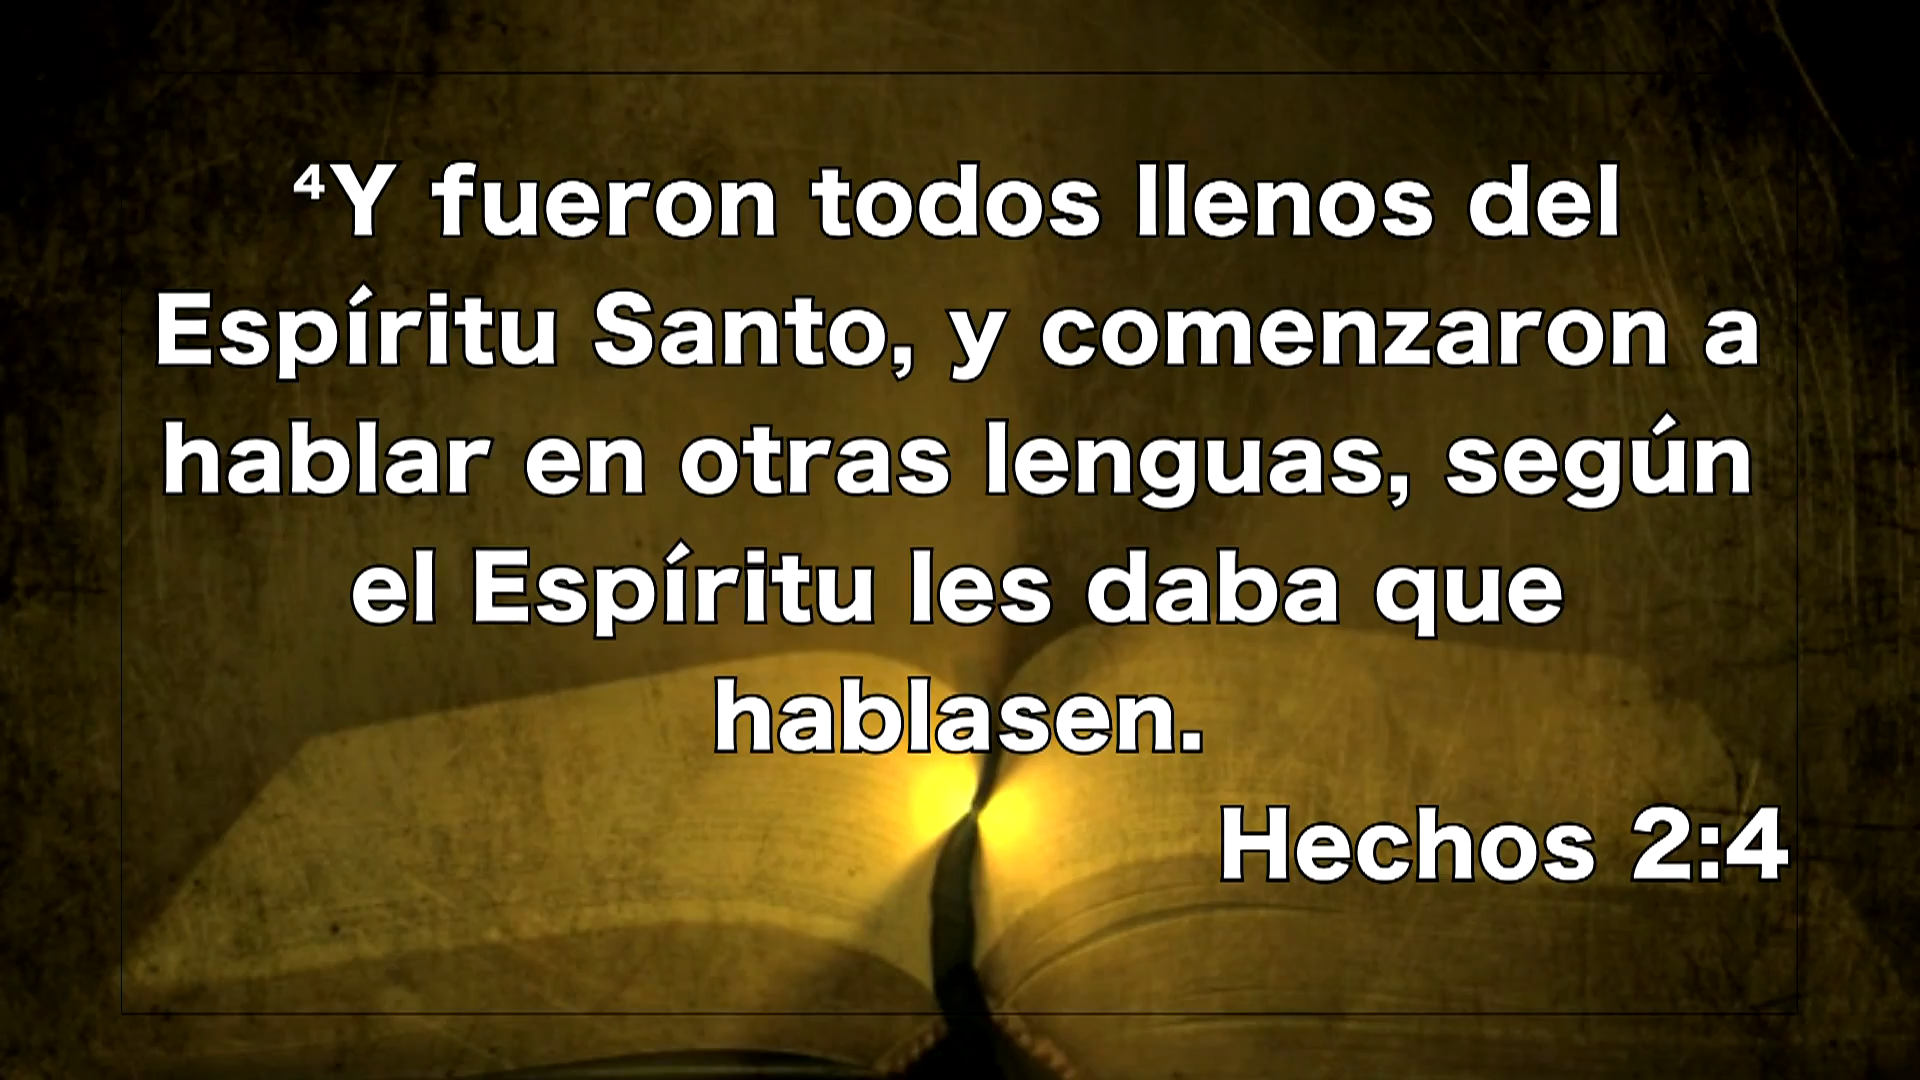 ⁴Y fueron todos llenos del
Espíritu Santo, y comenzaron a
hablar en otras lenguas, según
el Espíritu les daba que
hablasen.
Hechos 2:4